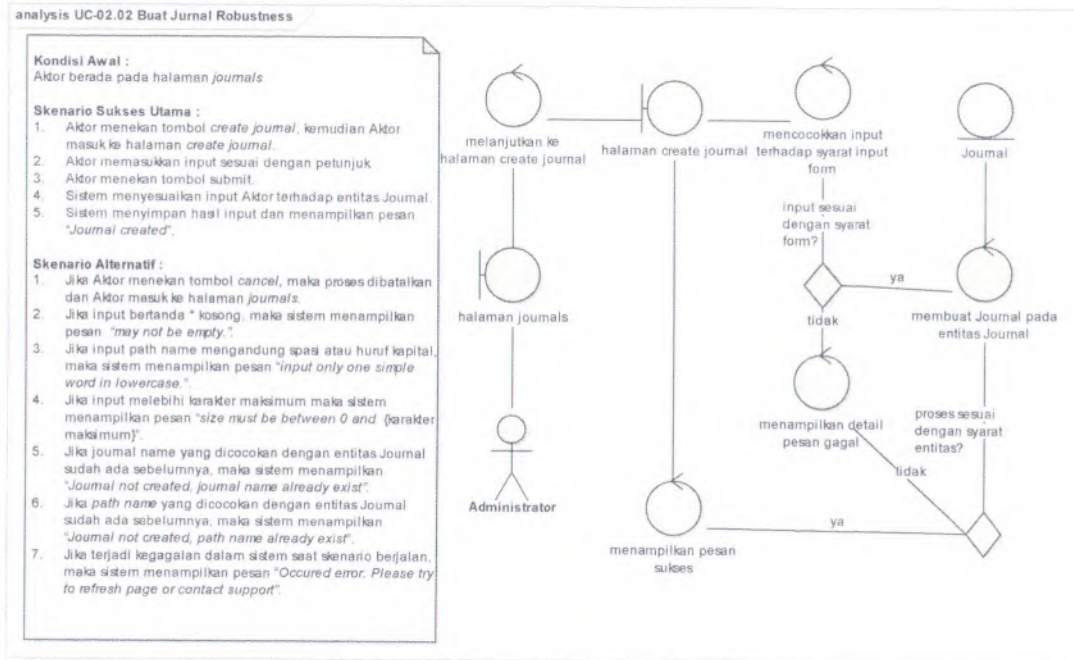 analysis UC-02.02 Buat Jurnal Robustness
Kondisi Awal :
Aktor berada pada halaman journals
Skenario Sukses Utama :
1. Aktor menekan tombol create journal, kemudian Aktor
masuk ke halaman create journal.
2. Aktor memasukkan input sesuai dengan petunjuk
3. Aktor menekan tombol submit.
4. Sistem menyesuaikan input Aktor terhadap entitas Journal.
5. Sistem menyimpan hasil input dan menampilkan pesan
"Journal created".
Skenario Alternatif :
1. Jika Aktor menekan tombol cancel, maka proses dibatalkan
dan Aktor masuk ke halaman journals.
2. Jika input bertanda * kosong, maka sistem menampilkan
pesan "may not be empty.".
3. Jika input path name mengandung spasi atau huruf kapital,
maka sistem menampilkan pesan "input only one simple
word in lowercase.".
4. Jika input melebihi karakter maksimum maka sistem
menampilkan pesan "size must be between 0 and {karakter
maksimum}".
5. Jika journal name yang dicocokan dengan entitas Journal
sudah ada sebelumnya, maka sistem menampilkan
"Journal not created, journal name already exist".
6. Jika path name yang dicocokan dengan entitas Journal
sudah ada sebelumnya, maka sistem menampilkan
"Journal not created, path name already exist".
7. Jika terjadi kegagalan dalam sistem saat skenario berjalan,
maka sistem menampilkan pesan "Occured error. Please try
to refresh page or contact support".
melanjutkan ke
halaman create journal
halaman create journal
mencocokkan input
terhadap syarat input
form
Journal
input sesuai
dengan syarat
form?
ya
tidak
halaman journals
membuat Journal pada
entitas Journal
menampilkan detail
pesan gagal
proses sesuai
dengan syarat
entitas?
tidak
Administrator
ya
menampilkan pesan
sukses